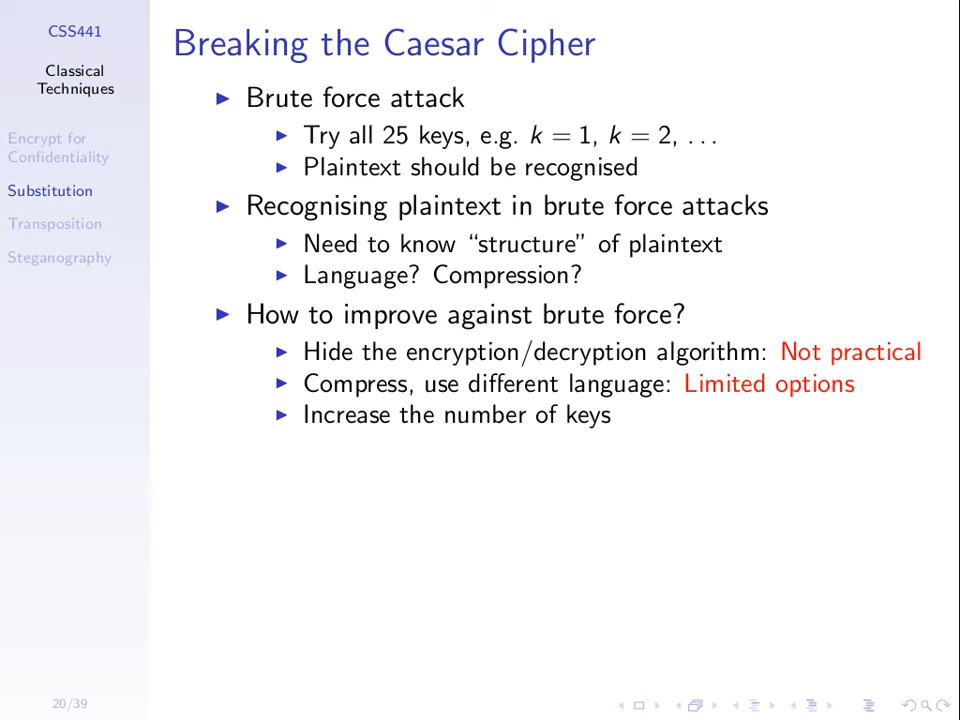 CSS441
Classical
Techniques
Encrypt for
Confidentiality
Substitution
Transposition
Steganography
20/39
Breaking the Caesar Cipher
Brute force attack
Try all 25 keys, e.g. k = 1, k = 2, . . .
Plaintext should be recognised
Recognising plaintext in brute force attacks
Need to know “structure” of plaintext
Language? Compression?
How to improve against brute force?
Hide the encryption/decryption algorithm: Not practical
Compress, use different language: Limited options
Increase the number of keys